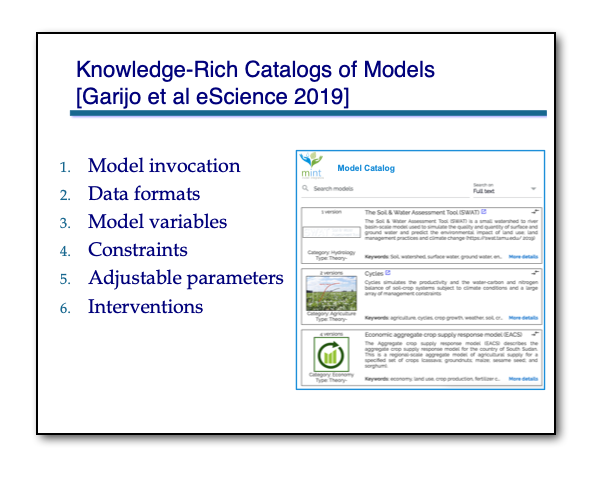 Knowledge-Rich Catalogs of Models
[Garijo et al eScience 2019]
1. Model invocation
2. Data formats
3. Model variables
4. Constraints
5. Adjustable parameters
6. Interventions
mint
Model Catalog
Search models
Search on:
Full text
1 version
Category: Hydrology
Type: Theory-
The Soil & Water Assessment Tool (SWAT)
The Soil & Water Assessment Tool (SWAT) is a small watershed to river
basin-scale model used to simulate the quality and quantity of surface and
ground water and predict the environmental impact of land use, land
management practices and climate change (https://swat.tamu.edu/ 2019)
Keywords: Soil, watershed, surface water, ground water, en...
More details
2 versions
Category: Agriculture
Type: Theory-
Cycles
Cycles simulates the productivity and the water-carbon and nitrogen
balance of soil-crop systems subject to climate conditions and a large
array of management constraints
Keywords: agriculture, cycles, crop growth, weather, soil, cr...
More details
4 versions
Category: Economy
Type: Theory-
Economic aggregate crop supply response model (EACS)
The Aggregate crop supply response model (EACS) describes the
aggregate crop supply response model for the country of South Sudan.
This is a regional-scale aggregate model of agricultural supply for a
specified set of crops (cassava; groundnuts; maize; sesame seed; and
sorghum).
Keywords: economy, land use, crop production, fertilizer c...
More details